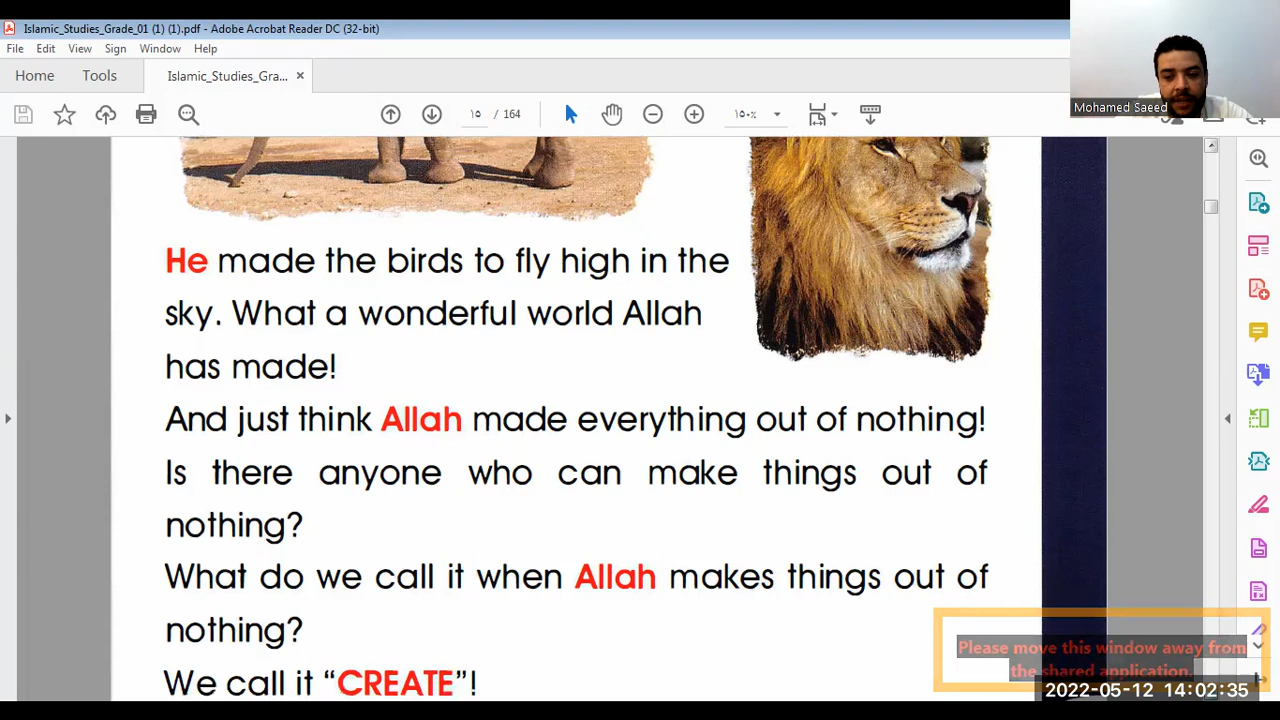 Islamic_Studies_Grade_01 (1) (1).pdf - Adobe Acrobat Reader DC (32-bit)
File Edit View Sign Window Help
Home Tools Islamic_Studies_Gra... ×
١٥ / 164 ١٥٠%
Mohamed Saeed
He made the birds to fly high in the
sky. What a wonderful world Allah
has made!
And just think Allah made everything out of nothing!
Is there anyone who can make things out of
nothing?
What do we call it when Allah makes things out of
nothing?
We call it “CREATE”!
Please move this window away from
the shared application.
2022-05-12 14:02:35